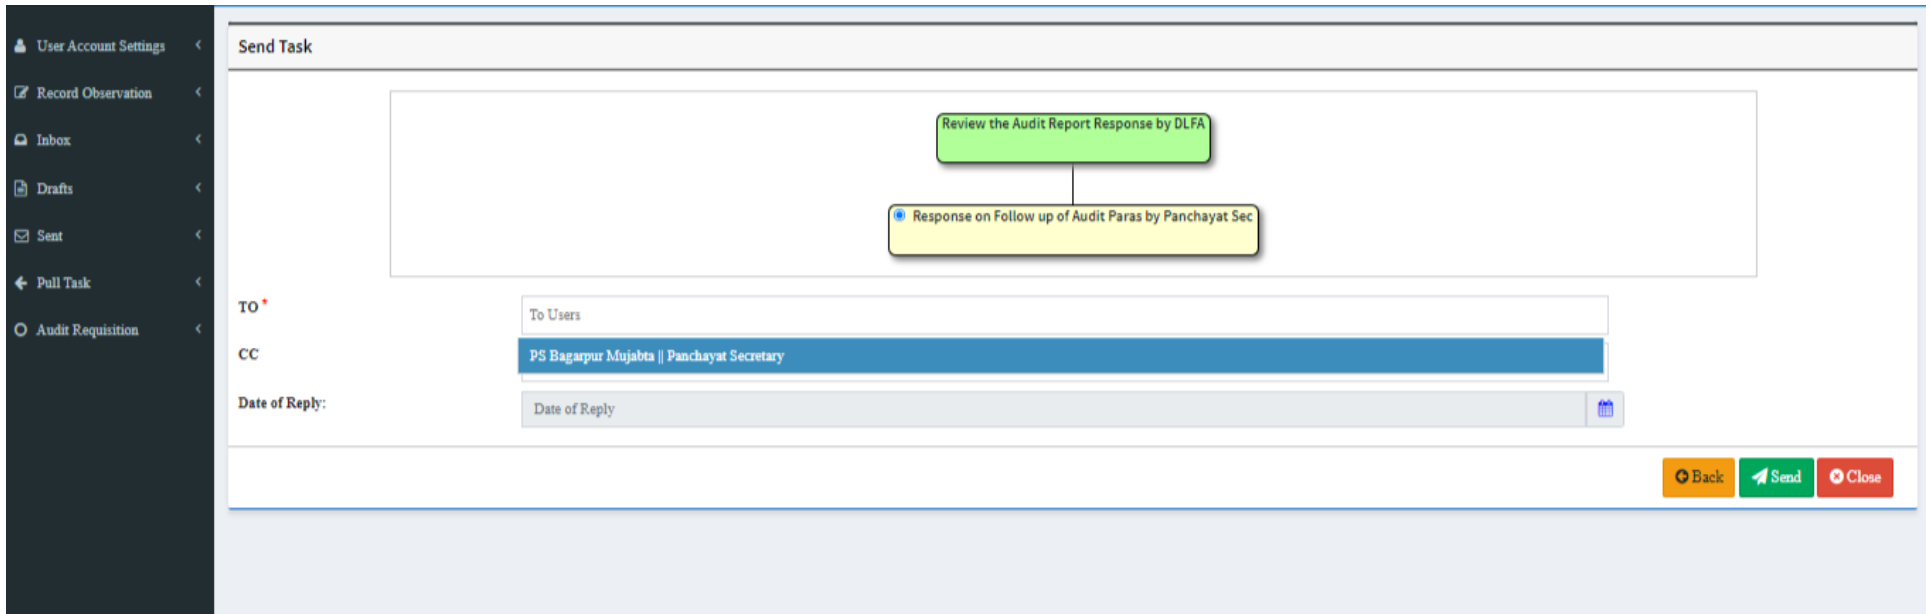 User Account Settings
Record Observation
Inbox
Drafts
Sent
Pull Task
Audit Requisition
Send Task
Review the Audit Report Response by DLFA
Response on Follow up of Audit Paras by Panchayat Sec
TO *
To Users
CC
PS Bagarpur Mujabta || Panchayat Secretary
Date of Reply:
Date of Reply
Back
Send
Close